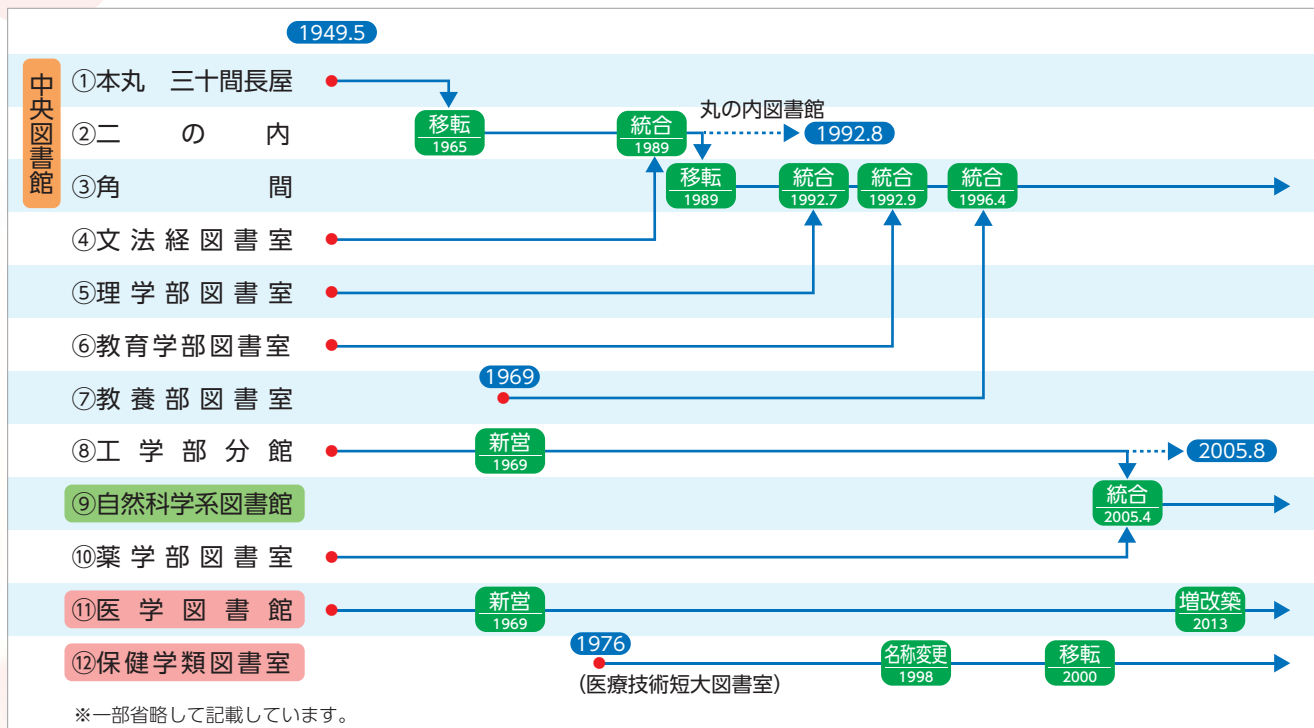 1949.5
中央図書館
①本丸 三十間長屋
丸の内図書館
②二の内
移転
1965
統合
1989
1992.8
③角間
移転
1989
統合
1992.7
統合
1992.9
統合
1996.4
④文法経図書室
⑤理学部図書室
⑥教育学部図書室
1969
⑦教養部図書室
⑧工学部分館
新営
1969
2005.8
⑨自然科学系図書館
統合
2005.4
⑩薬学部図書室
⑪医学図書館
新営
1969
増改築
2013
1976
⑫保健学類図書室
名称変更
1998
移転
2000
(医療技術短大図書室)
※一部省略して記載しています。